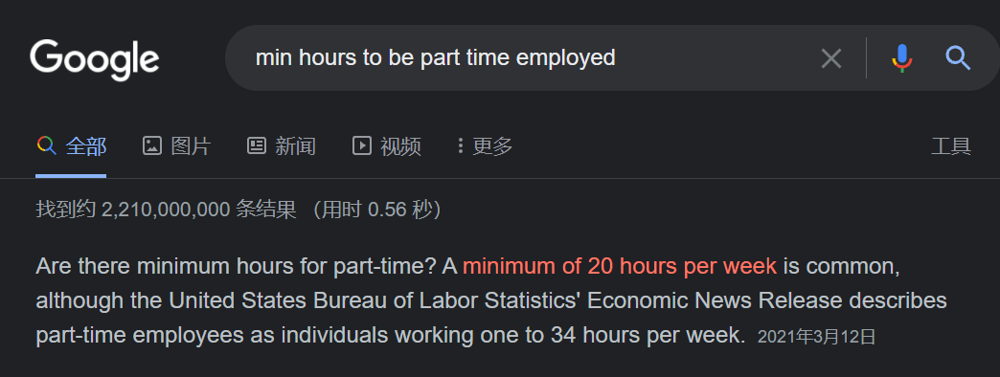 Google
min hours to be part time employed
全部 图片 新闻 视频 更多 工具
找到约 2,210,000,000 条结果 （用时 0.56 秒）
Are there minimum hours for part-time? A minimum of 20 hours per week is common,
although the United States Bureau of Labor Statistics' Economic News Release describes
part-time employees as individuals working one to 34 hours per week. 2021年3月12日